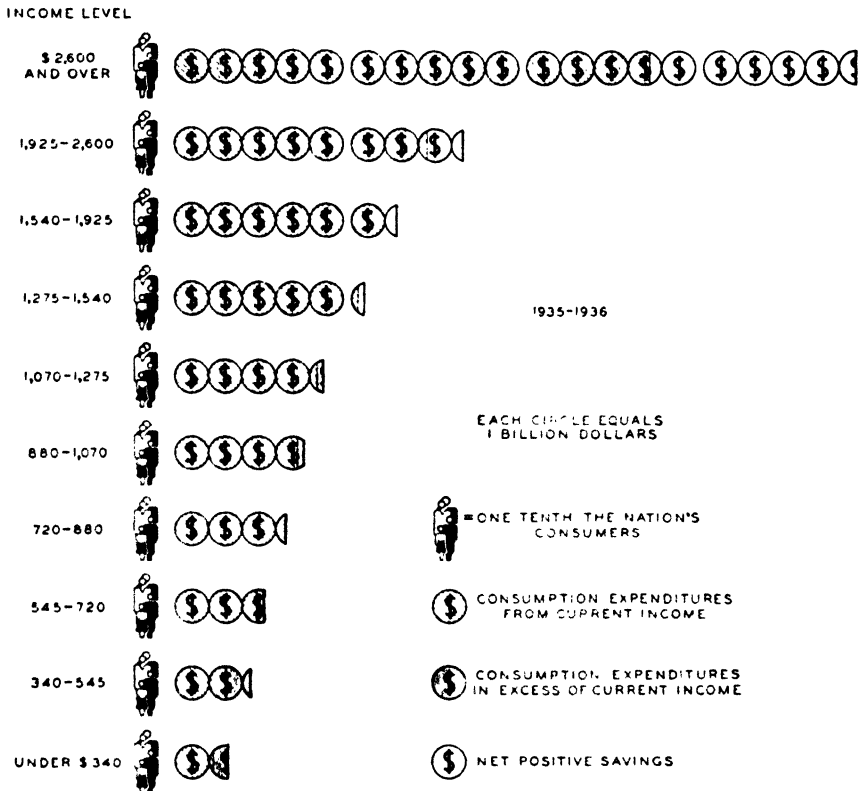 INCOME LEVEL
$2,600
AND OVER
1,925-2,600
1,540-1,925
1,275-1,540
1935-1936
1,070-1,275
EACH CIRCLE EQUALS
1 BILLION DOLLARS
880-1,070
720-880
=ONE TENTH THE NATION'S
CONSUMERS
545-720
CONSUMPTION EXPENDITURES
FROM CURRENT INCOME
340-545
CONSUMPTION EXPENDITURES
IN EXCESS OF CURRENT INCOME
UNDER $340
NET POSITIVE SAVINGS